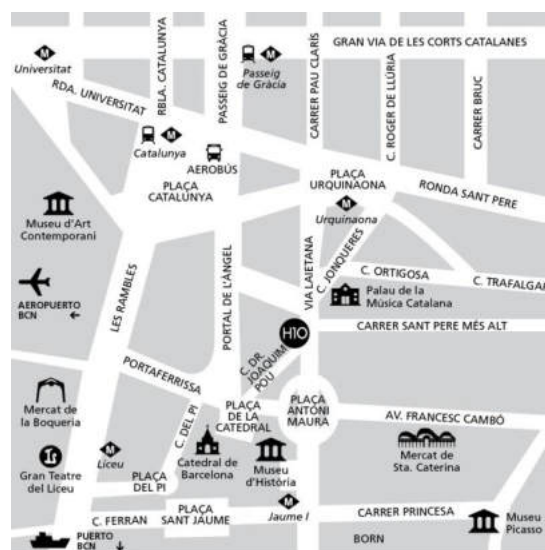 GRAN VIA DE LES CORTS CATALANES
M
Universitat
RDA. UNIVERSITAT
RBLA. CATALUNYA
PASSEIG DE GRÀCIA
M
Passeig
de Gràcia
CARRER PAU CLARÍS
C. ROGER DE LLÚRIA
CARRER BRUC
M
Catalunya
AEROBÚS
PLAÇA
CATALUNYA
PLAÇA
URQUINAONA
RONDA SANT PERE
M
Urquinaona
Museu d'Art
Contemporani
AEROPUERTO
BCN
←
LES RAMBLES
PORTAL DE L'ÀNGEL
VIA LAIETANA
C. JONQUERES
C. ORTIGOSA
C. TRAFALGAR
Palau de la
Música Catalana
H10
CARRER SANT PERE MÉS ALT
C. DR.
JOAQUIM
POU
PORTAFERRISSA
Mercat de
la Boqueria
C. DEL PI
PLAÇA
DE LA
CATEDRAL
PLAÇA
ANTONI
MAURA
AV. FRANCESC CAMBÓ
Mercat de
Sta. Caterina
Gran Teatre
del Liceu
M
Liceu
Catedral de
Barcelona
Museu
d'Història
PLAÇA
DEL PI
C. FERRAN
PLAÇA
SANT JAUME
M
Jaume I
CARRER PRINCESA
Museu
Picasso
PUERTO
BCN ↓
BORN